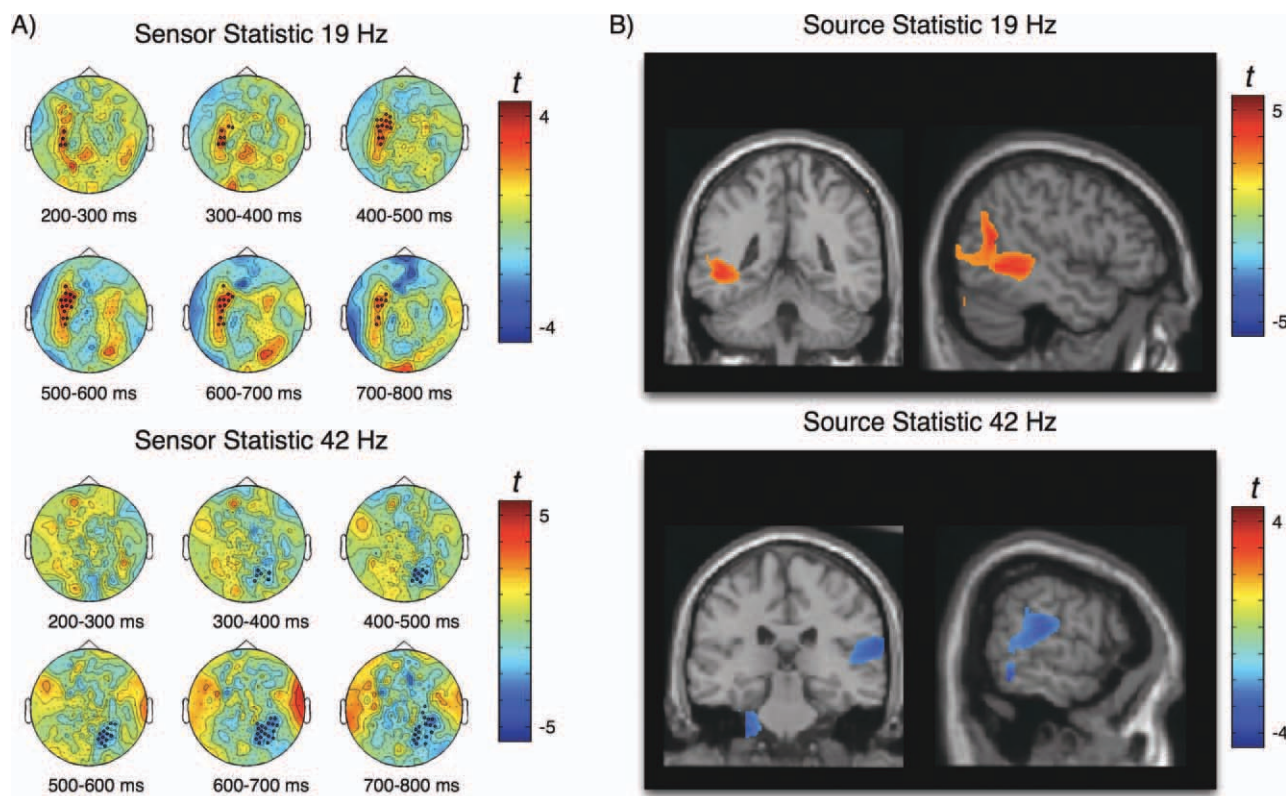 A)
Sensor Statistic 19 Hz
200-300 ms
300-400 ms
400-500 ms
500-600 ms
600-700 ms
700-800 ms
t
4
-4
Sensor Statistic 42 Hz
200-300 ms
300-400 ms
400-500 ms
500-600 ms
600-700 ms
700-800 ms
t
5
-5
B)
Source Statistic 19 Hz
t
5
-5
Source Statistic 42 Hz
t
4
-4